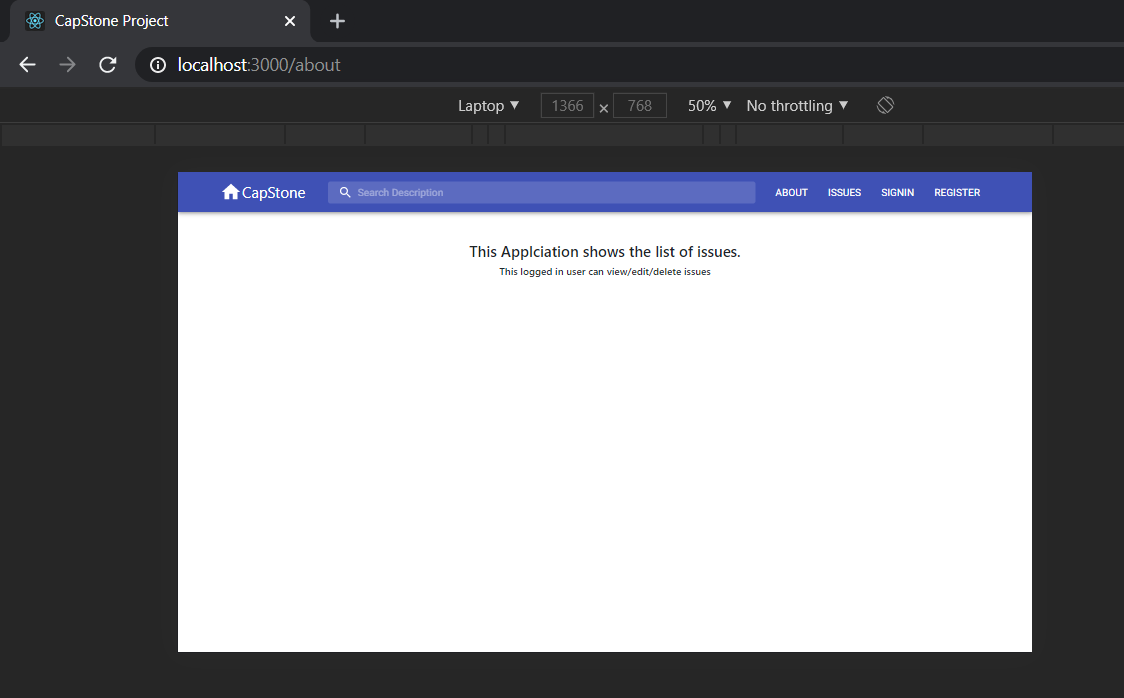 CapStone Project
localhost:3000/about
Laptop 1366 × 768 50% No throttling
CapStone Search Description ABOUT ISSUES SIGNIN REGISTER
This Applciation shows the list of issues.
This logged in user can view/edit/delete issues